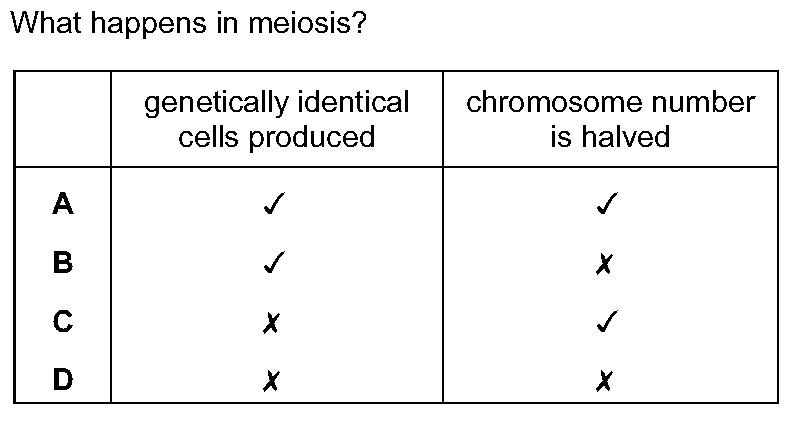 What happens in meiosis?
genetically identical
cells produced
chromosome number
is halved
A ✓ ✓
B ✓ ✗
C ✗ ✓
D ✗ ✗